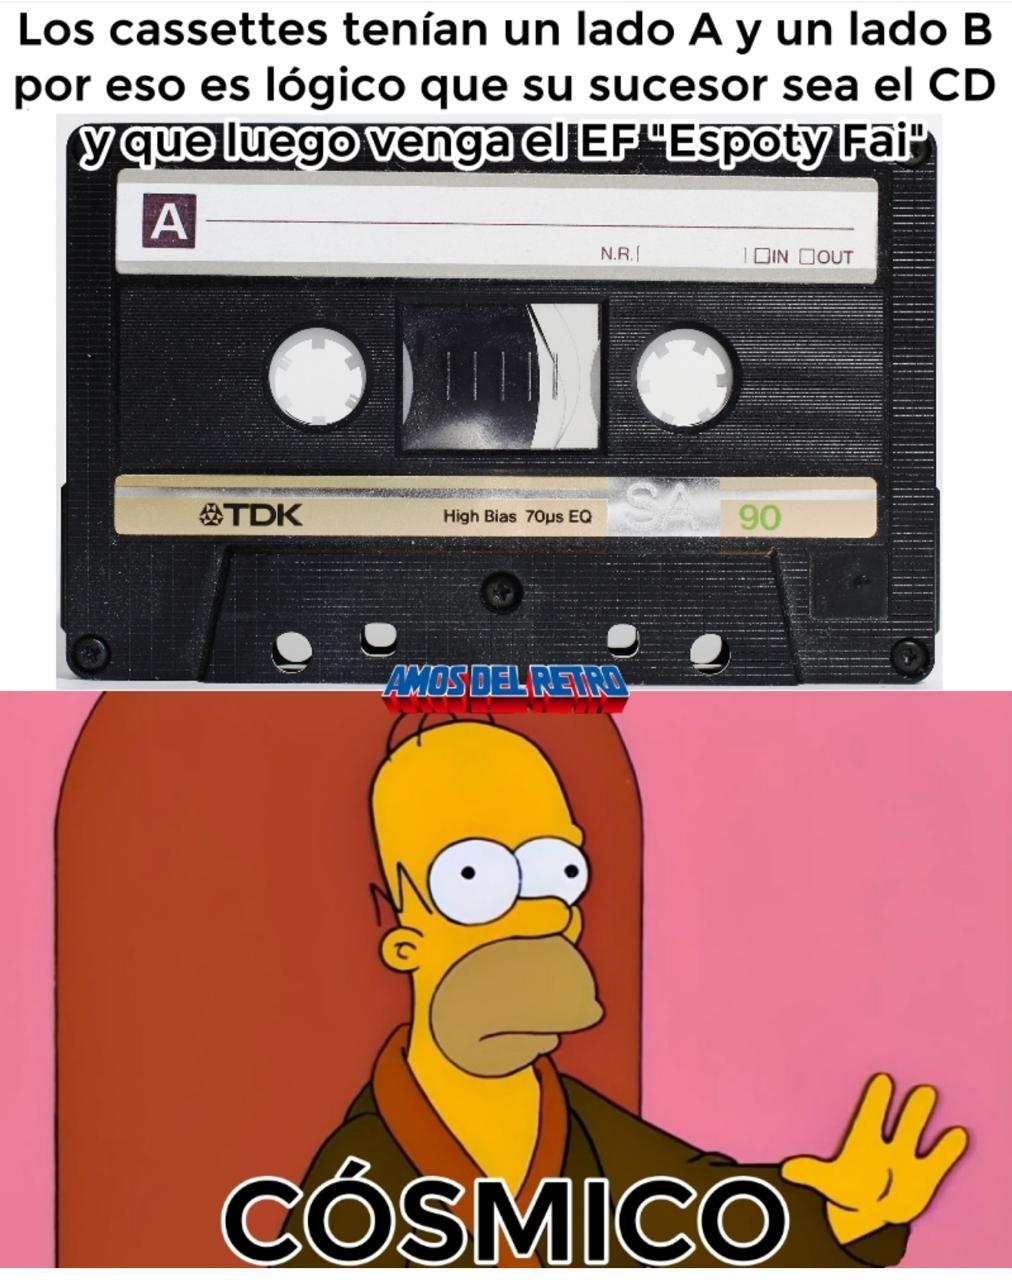 Los cassettes tenían un lado A y un lado B
por eso es lógico que su sucesor sea el CD
y que luego venga el EF "Espoty Fai"
A
N.R. IN OUT
TDK High Bias 70µs EQ SA 90
AMOS DEL RETRO
CÓSMICO